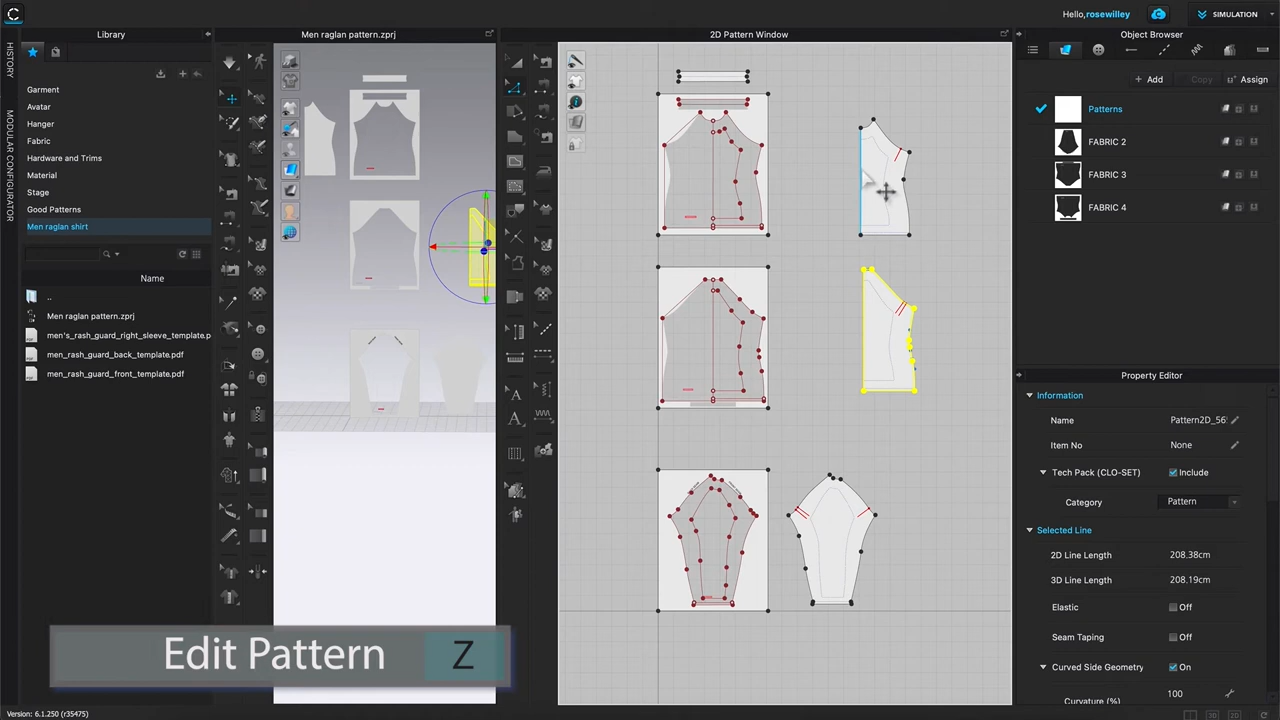 Hello,rosewilley
SIMULATION
HISTORY
MODULAR CONFIGURATOR
Library
Men raglan pattern.zprj
2D Pattern Window
Object Browser
Garment
Avatar
Hanger
Fabric
Hardware and Trims
Material
Stage
Good Patterns
Men raglan shirt
Name
..
Men raglan pattern.zprj
men's_rash_guard_right_sleeve_template.p
men_rash_guard_back_template.pdf
men_rash_guard_front_template.pdf
Add
Copy
Assign
Patterns
FABRIC 2
FABRIC 3
FABRIC 4
Property Editor
Information
Name
Pattern2D_56
Item No
None
Tech Pack (CLO-SET)
Include
Category
Pattern
Selected Line
2D Line Length
208.38cm
3D Line Length
208.19cm
Elastic
Off
Seam Taping
Off
Curved Side Geometry
On
Curvature (%)
100
Edit Pattern Z
Version: 6.1.250 (r35475)